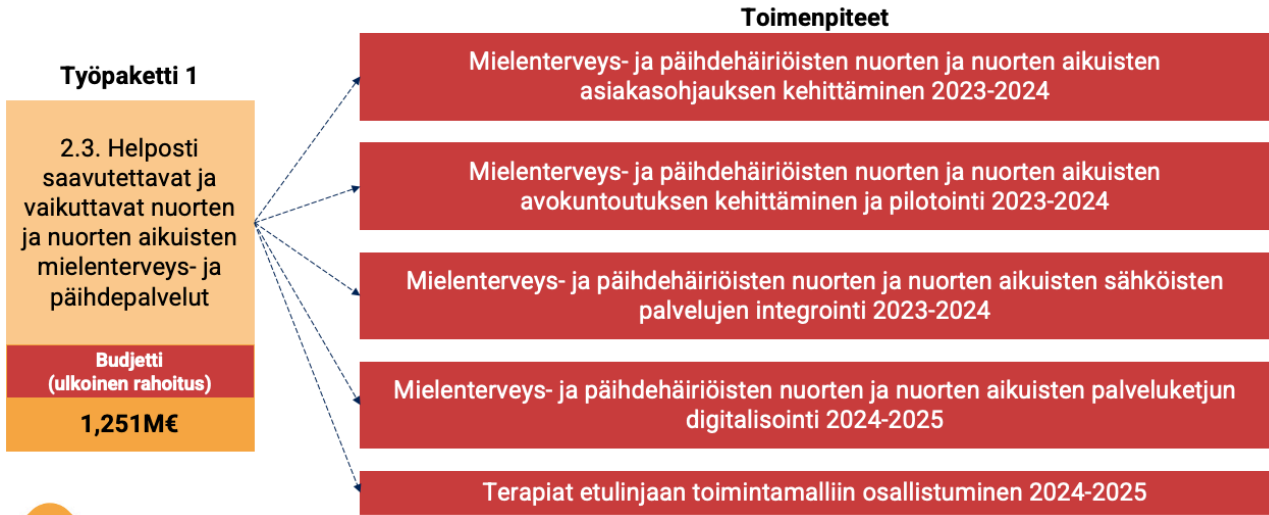 Toimenpiteet
Työpaketti 1
2.3. Helposti
saavutettavat ja
vaikuttavat nuorten
ja nuorten aikuisten
mielenterveys- ja
päihdepalvelut
Budjetti
(ulkoinen rahoitus)
1,251M€
Mielenterveys- ja päihdehäiriöisten nuorten ja nuorten aikuisten
asiakasohjauksen kehittäminen 2023-2024
Mielenterveys- ja päihdehäiriöisten nuorten ja nuorten aikuisten
avokuntoutuksen kehittäminen ja pilotointi 2023-2024
Mielenterveys- ja päihdehäiriöisten nuorten ja nuorten aikuisten sähköisten
palvelujen integrointi 2023-2024
Mielenterveys- ja päihdehäiriöisten nuorten ja nuorten aikuisten palveluketjun
digitalisointi 2024-2025
Terapiat etulinjaan toimintamalliin osallistuminen 2024-2025